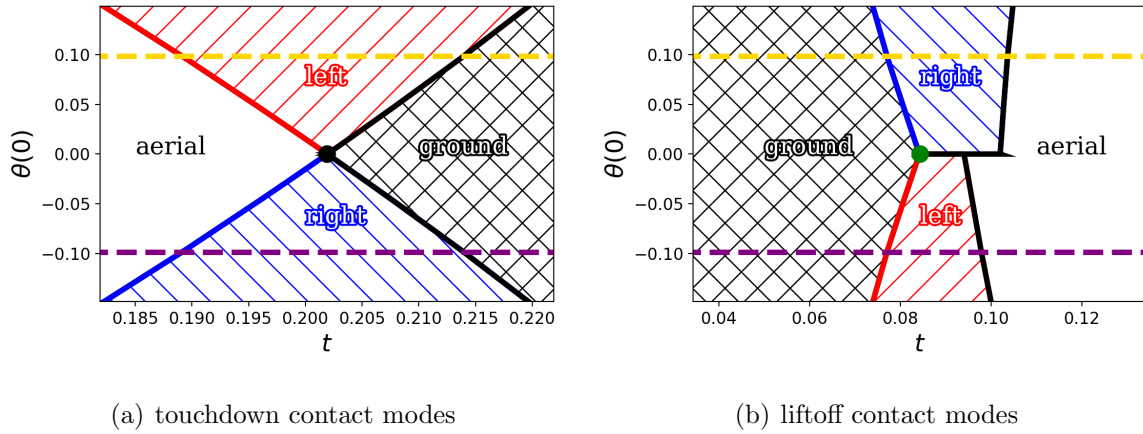 0.10
0.05
0.00
−0.05
−0.10
θ(0)
left
aerial
ground
right
0.185 0.190 0.195 0.200 0.205 0.210 0.215 0.220
t
(a) touchdown contact modes
0.10
0.05
0.00
−0.05
−0.10
θ(0)
right
ground
aerial
left
0.04 0.06 0.08 0.10 0.12
t
(b) liftoff contact modes